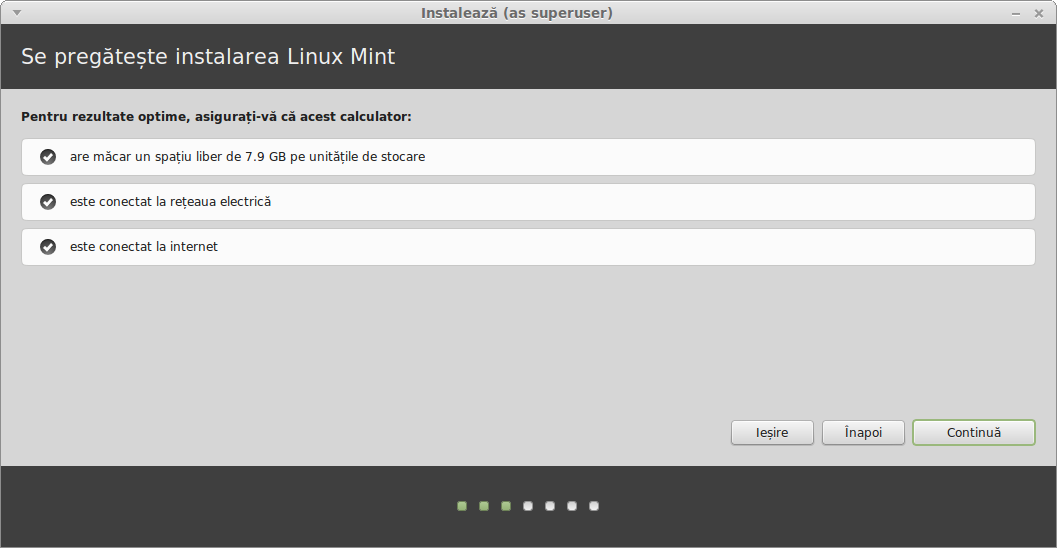 Instalează (as superuser)
Se pregătește instalarea Linux Mint
Pentru rezultate optime, asigurați-vă că acest calculator:
are măcar un spațiu liber de 7.9 GB pe unitățile de stocare
este conectat la rețeaua electrică
este conectat la internet
Ieșire
Înapoi
Continuă